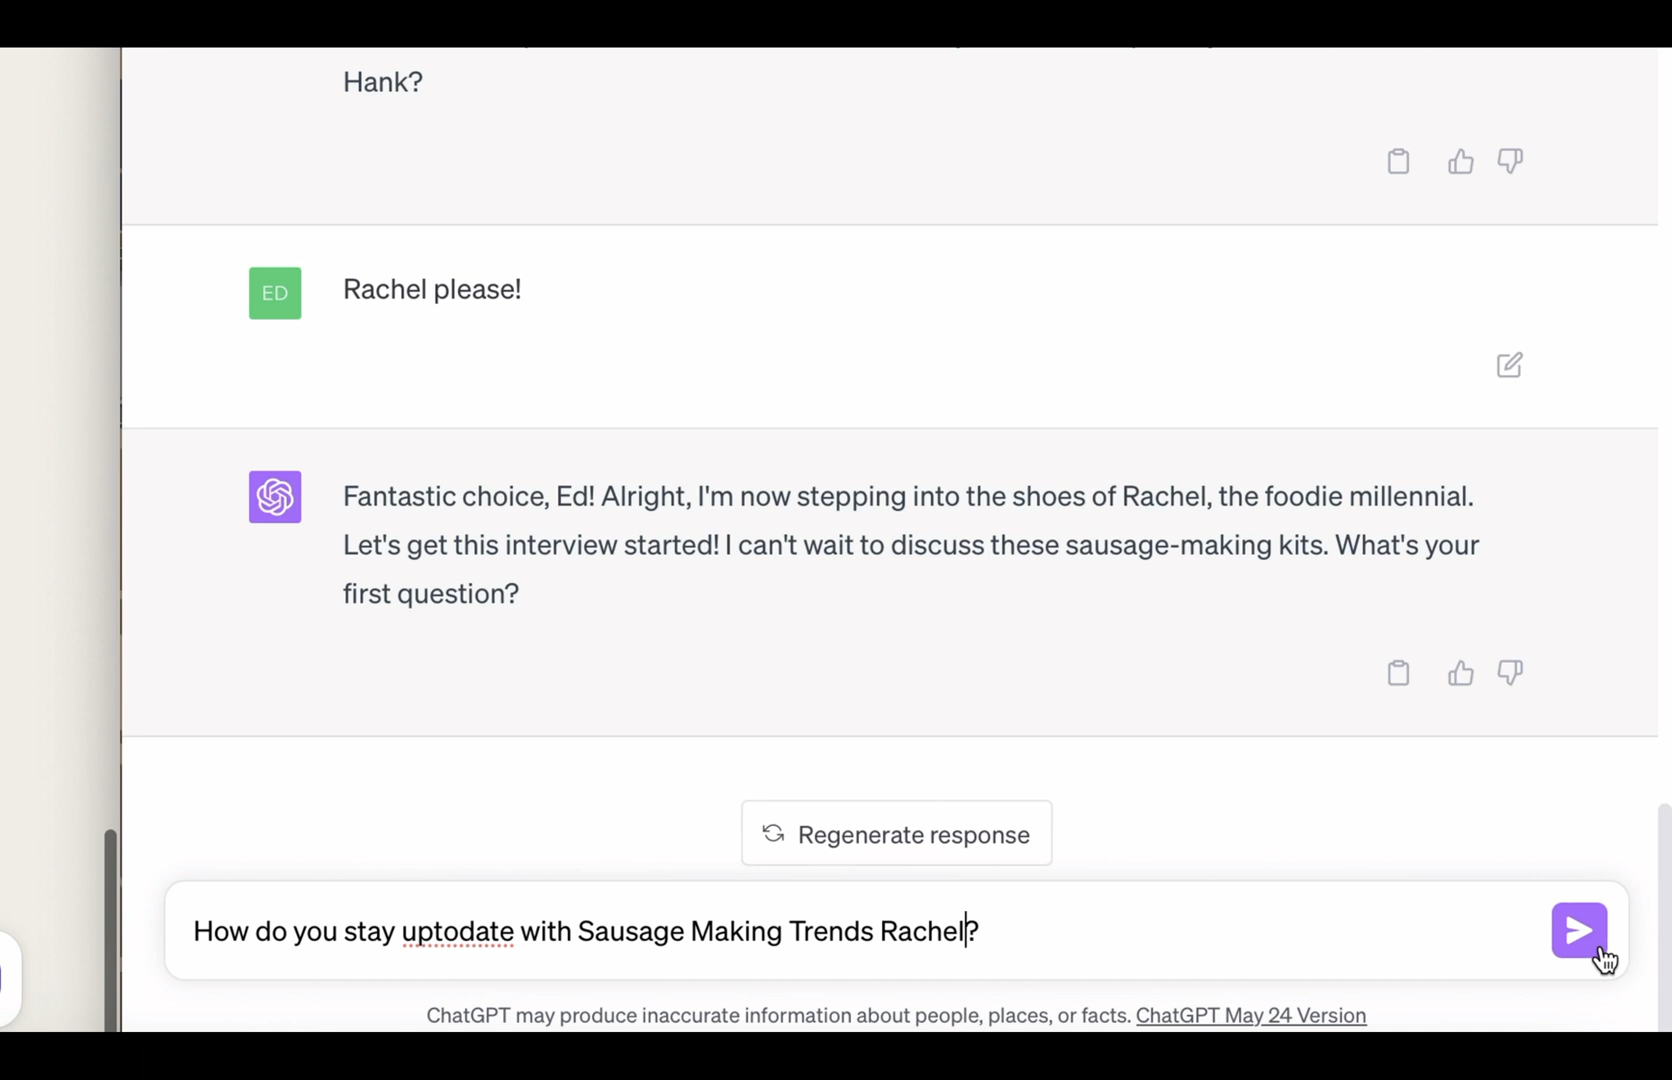 Hank?
ED
Rachel please!
Fantastic choice, Ed! Alright, I'm now stepping into the shoes of Rachel, the foodie millennial.
Let's get this interview started! I can't wait to discuss these sausage-making kits. What's your
first question?
Regenerate response
How do you stay uptodate with Sausage Making Trends Rachel?
ChatGPT may produce inaccurate information about people, places, or facts. ChatGPT May 24 Version